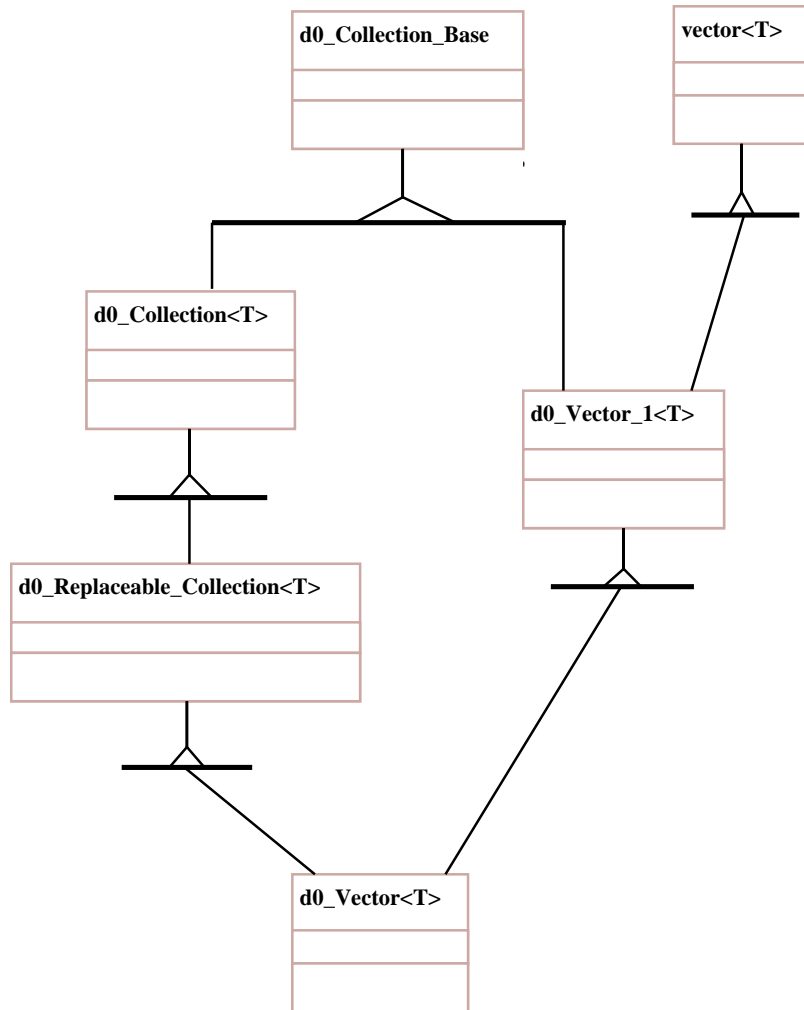 d0_Collection_Base
vector<T>
d0_Collection<T>
d0_Vector_1<T>
d0_Replaceable_Collection<T>
d0_Vector<T>